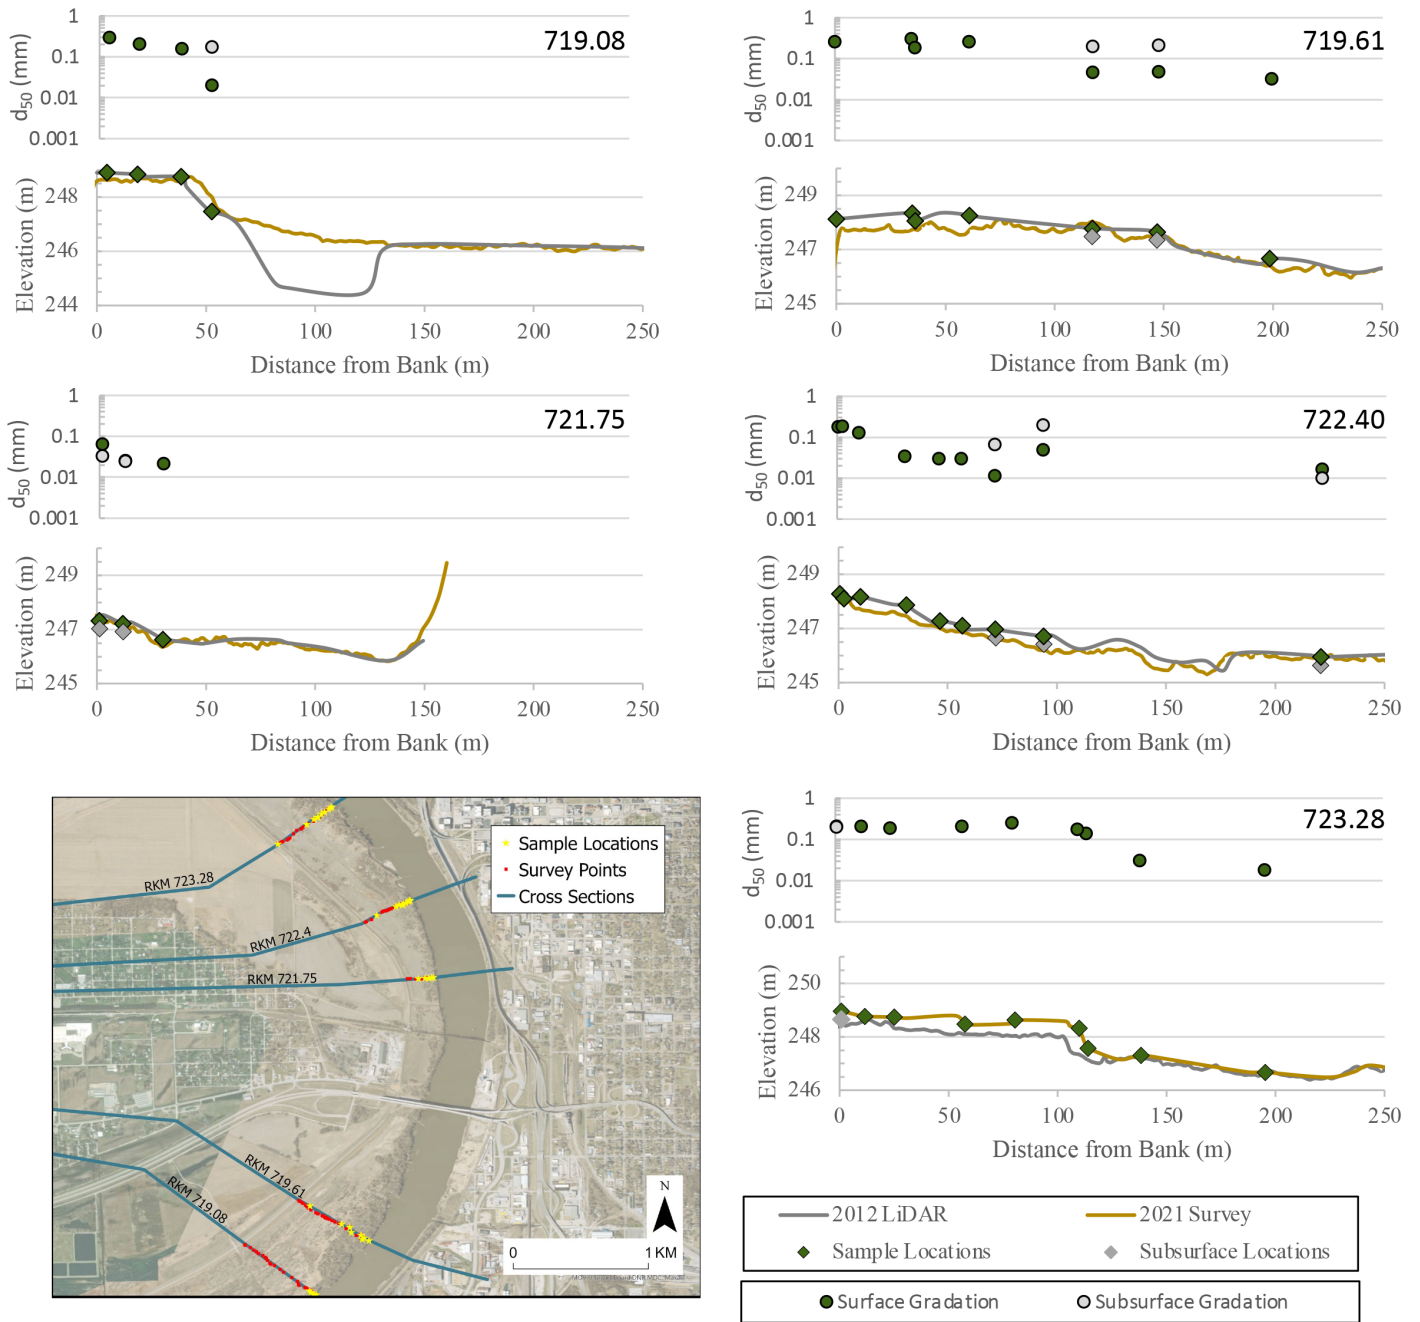 719.08
d50 (mm)
1
0.1
0.01
0.001
Elevation (m)
248
246
244
0 50 100 150 200 250
Distance from Bank (m)
719.61
d50 (mm)
1
0.1
0.01
0.001
Elevation (m)
249
247
245
0 50 100 150 200 250
Distance from Bank (m)
721.75
d50 (mm)
1
0.1
0.01
0.001
Elevation (m)
249
247
245
0 50 100 150 200 250
Distance from Bank (m)
722.40
d50 (mm)
1
0.1
0.01
0.001
Elevation (m)
249
247
245
0 50 100 150 200 250
Distance from Bank (m)
Sample Locations
Survey Points
Cross Sections
RKM 723.28
RKM 722.4
RKM 721.75
RKM 719.61
RKM 719.08
N
0 1 KM
723.28
d50 (mm)
1
0.1
0.01
0.001
Elevation (m)
250
248
246
0 50 100 150 200 250
Distance from Bank (m)
2012 LiDAR 2021 Survey
Sample Locations Subsurface Locations
Surface Gradation Subsurface Gradation